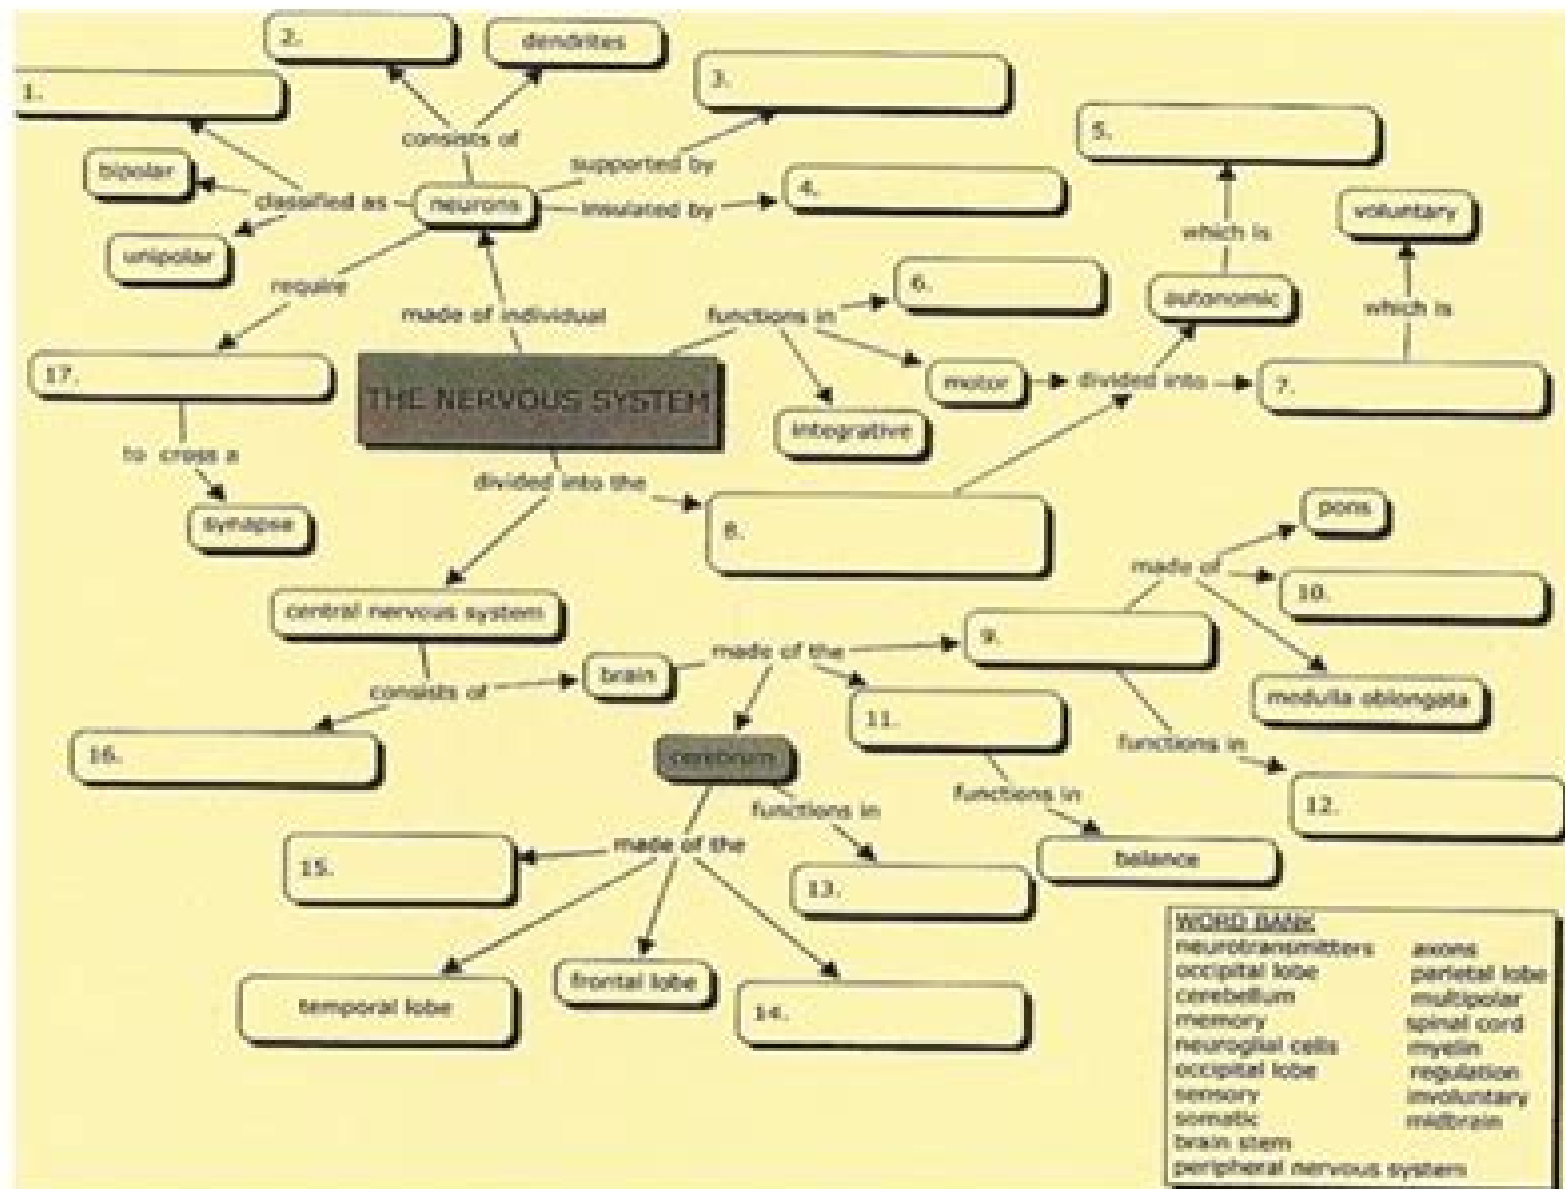 2.
dendrites
1.
3.
consists of
5.
bipolar
supported by
4.
classified as
neurons
insulated by
voluntary
unipolar
which is
require
6.
autonomic
made of individual
functions in
which is
17.
THE NERVOUS SYSTEM
motor
divided into
7.
integrative
to cross a
divided into the
synapse
8.
pons
made of
10.
central nervous system
9.
made of the
brain
consists of
medulla oblongata
11.
functions in
16.
cerebrum
functions in
12.
functions in
made of the
balance
15.
13.
frontal lobe
temporal lobe
14.
WORD BANK
neurotransmitters axons
occipital lobe parietal lobe
cerebellum multipolar
memory spinal cord
neuroglial cells myelin
occipital lobe regulation
sensory involuntary
somatic midbrain
brain stem
peripheral nervous system